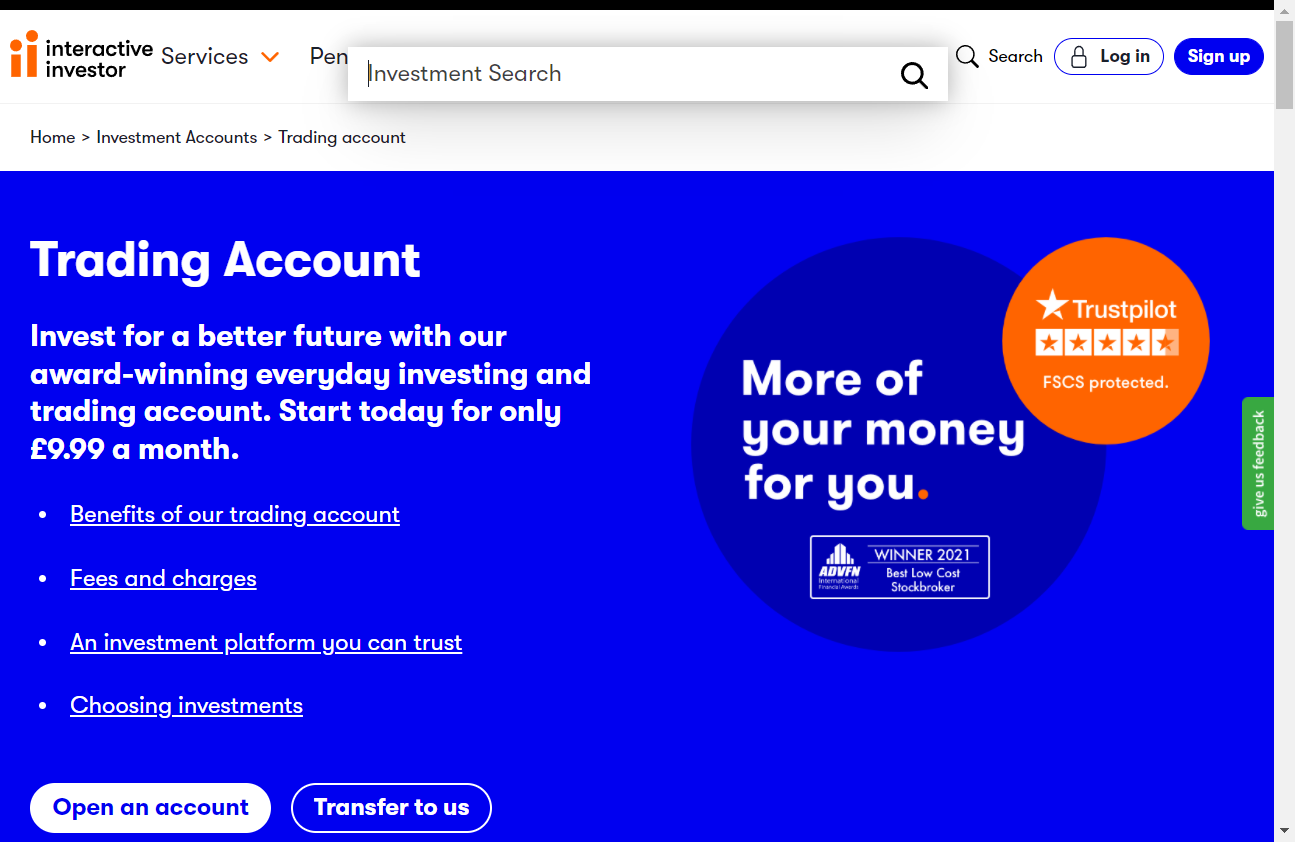 interactive
investor
Services
Pen
Investment Search
Search
Log in
Sign up
Home > Investment Accounts > Trading account
Trading Account
Invest for a better future with our
award-winning everyday investing and
trading account. Start today for only
£9.99 a month.
• Benefits of our trading account
• Fees and charges
• An investment platform you can trust
• Choosing investments
Open an account
Transfer to us
More of
your money
for you.
Trustpilot
FSCS protected.
ADVFN
International
Financial Awards
WINNER 2021
Best Low Cost
Stockbroker
give us feedback